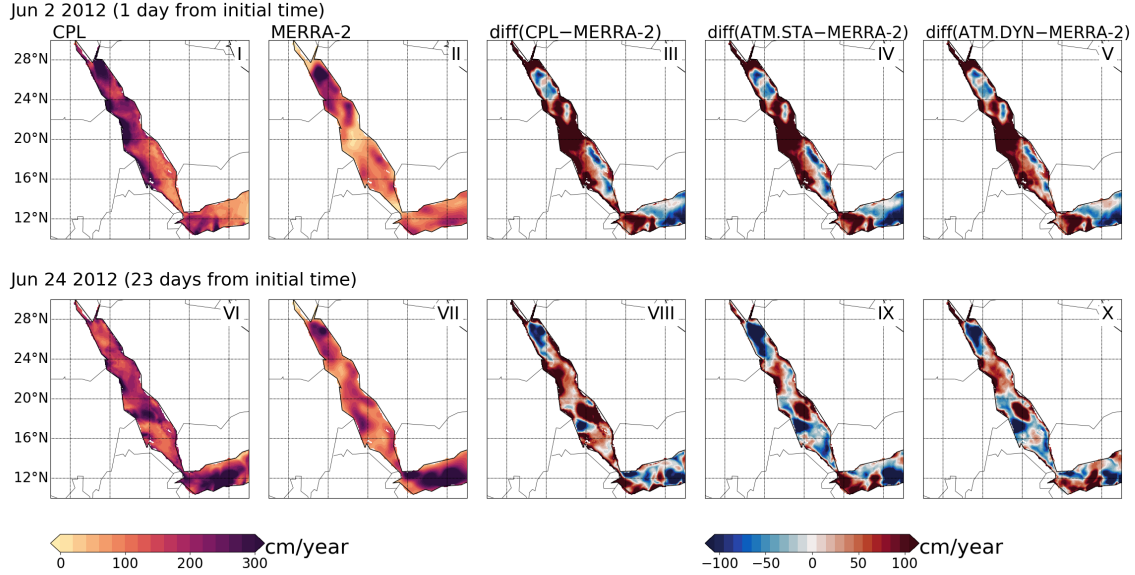 Jun 2 2012 (1 day from initial time)
CPL MERRA-2 diff(CPL−MERRA-2) diff(ATM.STA−MERRA-2) diff(ATM.DYN−MERRA-2)
I II III IV V
28°N
24°N
20°N
16°N
12°N
Jun 24 2012 (23 days from initial time)
VI VII VIII IX X
28°N
24°N
20°N
16°N
12°N
0 100 200 300 cm/year
−100 −50 0 50 100 cm/year